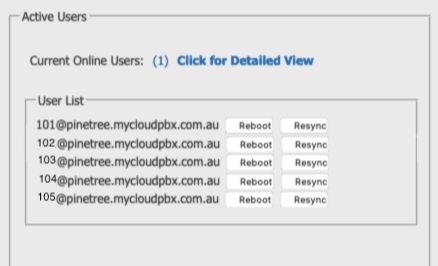 Active Users
Current Online Users: (1) Click for Detailed View
User List
101@pinetree.mycloudpbx.com.au Reboot Resync
102@pinetree.mycloudpbx.com.au Reboot Resync
103@pinetree.mycloudpbx.com.au Reboot Resync
104@pinetree.mycloudpbx.com.au Reboot Resync
105@pinetree.mycloudpbx.com.au Reboot Resync